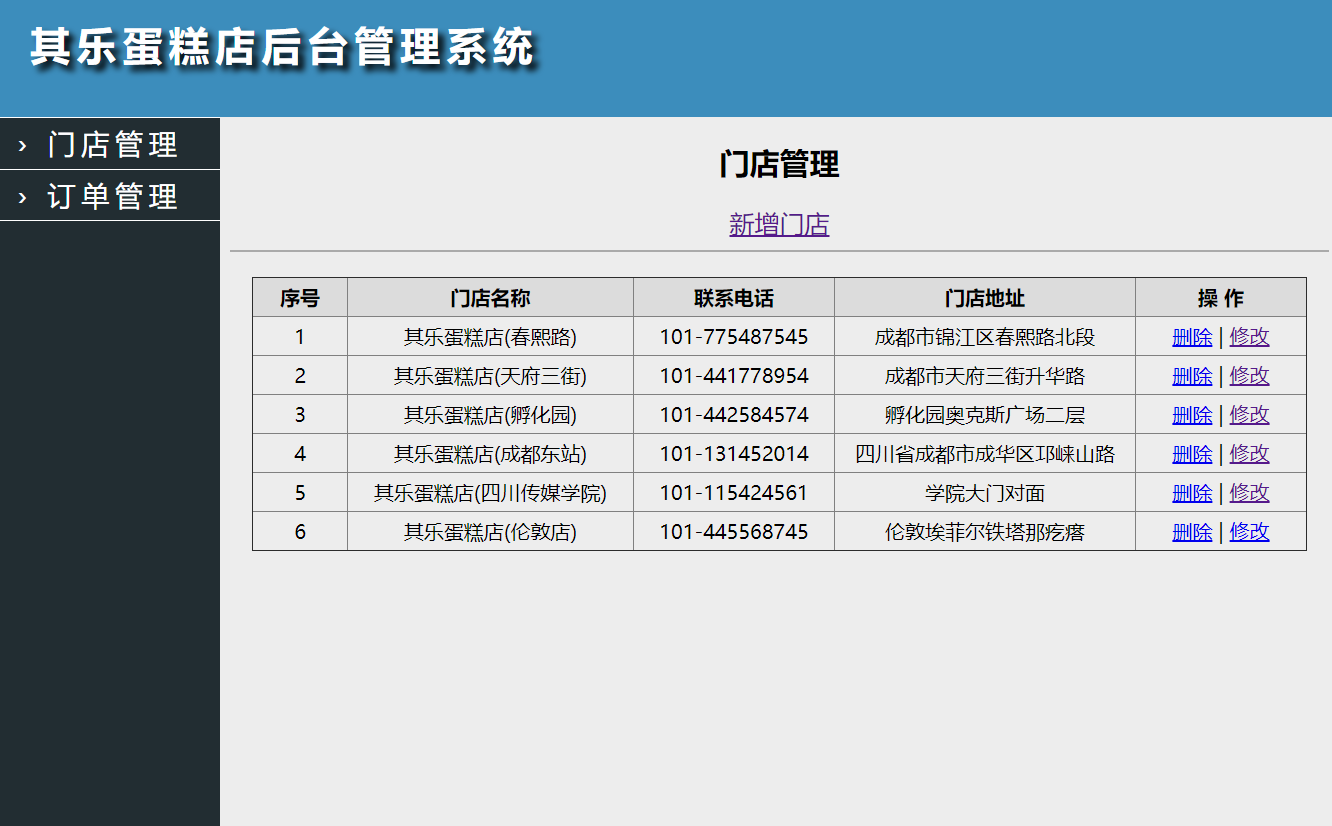 其乐蛋糕店后台管理系统
› 门店管理
› 订单管理
门店管理
新增门店
序号 门店名称 联系电话 门店地址 操 作
1 其乐蛋糕店(春熙路) 101-775487545 成都市锦江区春熙路北段 删除 | 修改
2 其乐蛋糕店(天府三街) 101-441778954 成都市天府三街升华路 删除 | 修改
3 其乐蛋糕店(孵化园) 101-442584574 孵化园奥克斯广场二层 删除 | 修改
4 其乐蛋糕店(成都东站) 101-131452014 四川省成都市成华区邛崃山路 删除 | 修改
5 其乐蛋糕店(四川传媒学院) 101-115424561 学院大门对面 删除 | 修改
6 其乐蛋糕店(伦敦店) 101-445568745 伦敦埃菲尔铁塔那疙瘩 删除 | 修改